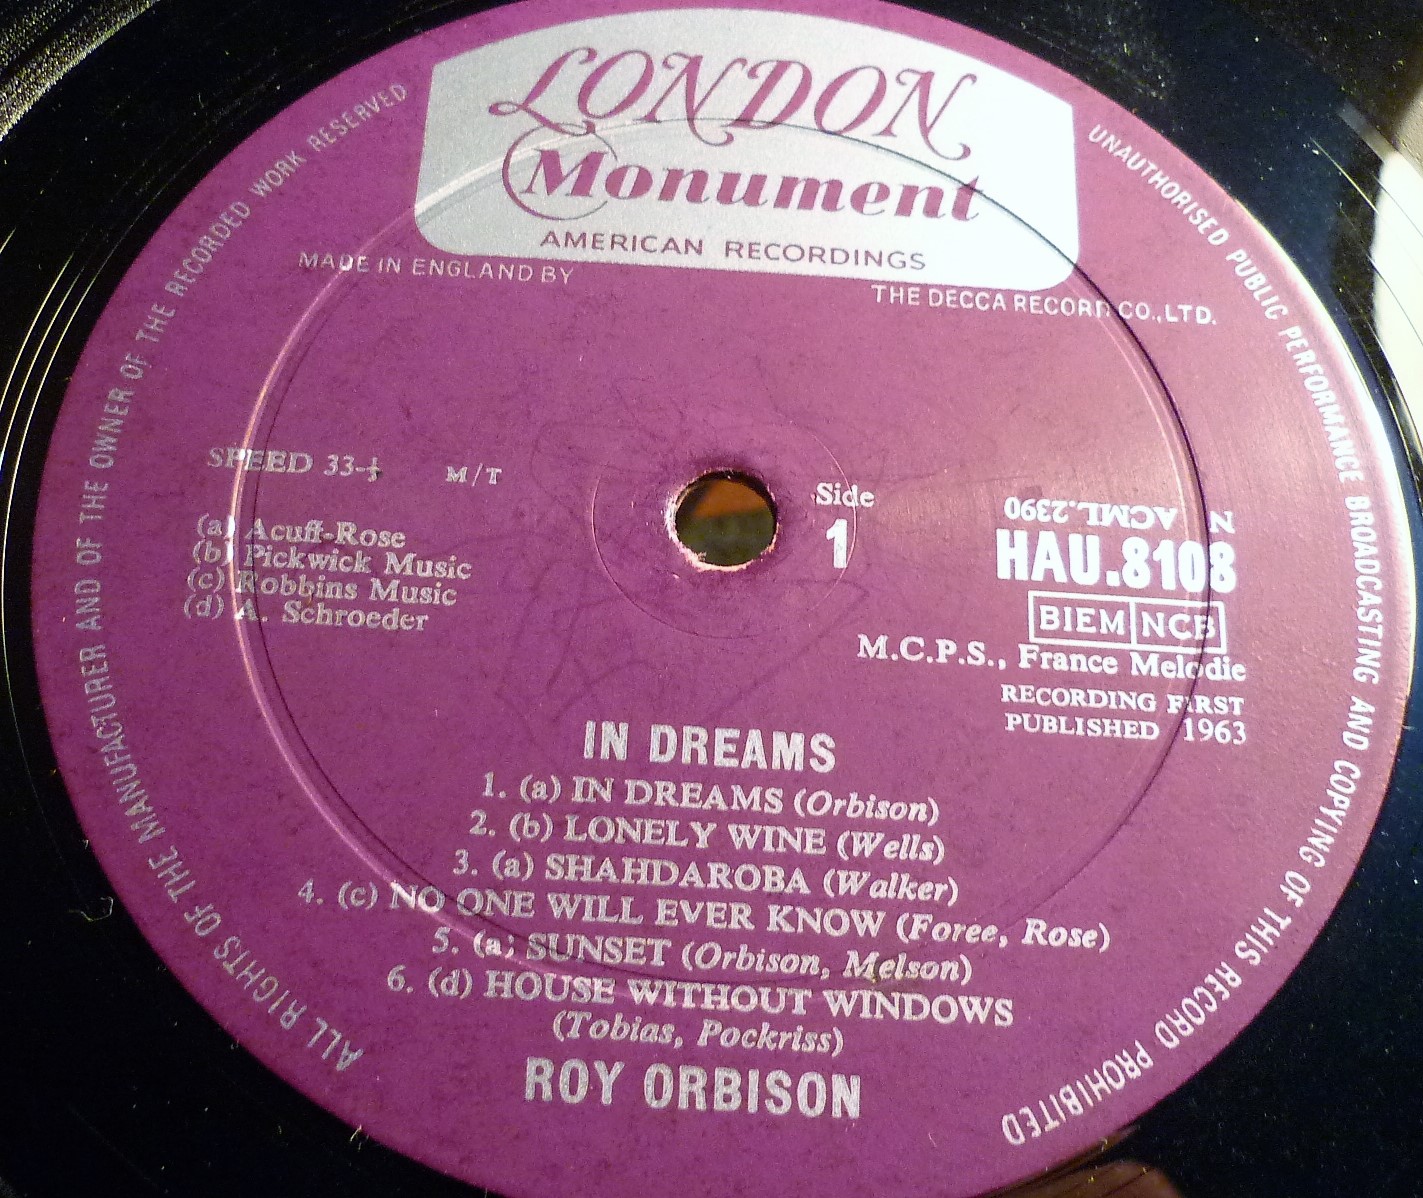 LONDON
Monument
AMERICAN RECORDINGS
MADE IN ENGLAND BY
THE DECCA RECORD CO., LTD.
ALL RIGHTS OF THE MANUFACTURER AND OF THE OWNER OF THE RECORDED WORK RESERVED
UNAUTHORISED PUBLIC PERFORMANCE BROADCASTING AND COPYING OF THIS RECORD PROHIBITED
SPEED 33-⅓ M/T
(a) Acuff-Rose
(b) Pickwick Music
(c) Robbins Music
(d) A. Schroeder
Side
1
N ACML.2390
HAU.8108
BIEM NCB
M.C.P.S., France Melodie
RECORDING FIRST
PUBLISHED 1963
IN DREAMS
1. (a) IN DREAMS (Orbison)
2. (b) LONELY WINE (Wells)
3. (a) SHAHDAROBA (Walker)
4. (c) NO ONE WILL EVER KNOW (Foree, Rose)
5. (a) SUNSET (Orbison, Melson)
6. (d) HOUSE WITHOUT WINDOWS
(Tobias, Pockriss)
ROY ORBISON